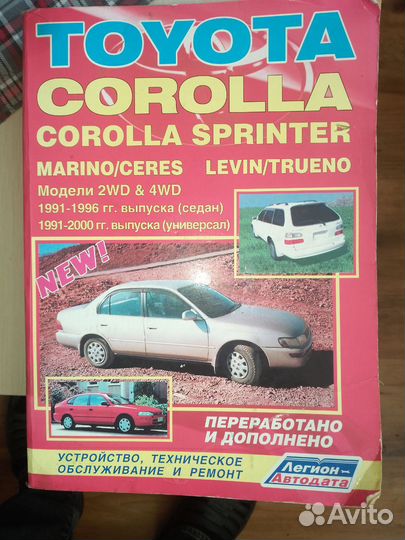 TOYOTA
COROLLA
COROLLA SPRINTER
MARINO/CERES LEVIN/TRUENO
Модели 2WD & 4WD
1991-1996 гг. выпуска (седан)
1991-2000 гг. выпуска (универсал)
NEW!
ПЕРЕРАБОТАНО
И ДОПОЛНЕНО
УСТРОЙСТВО, ТЕХНИЧЕСКОЕ
ОБСЛУЖИВАНИЕ И РЕМОНТ
Легион-
Автодата
Avito